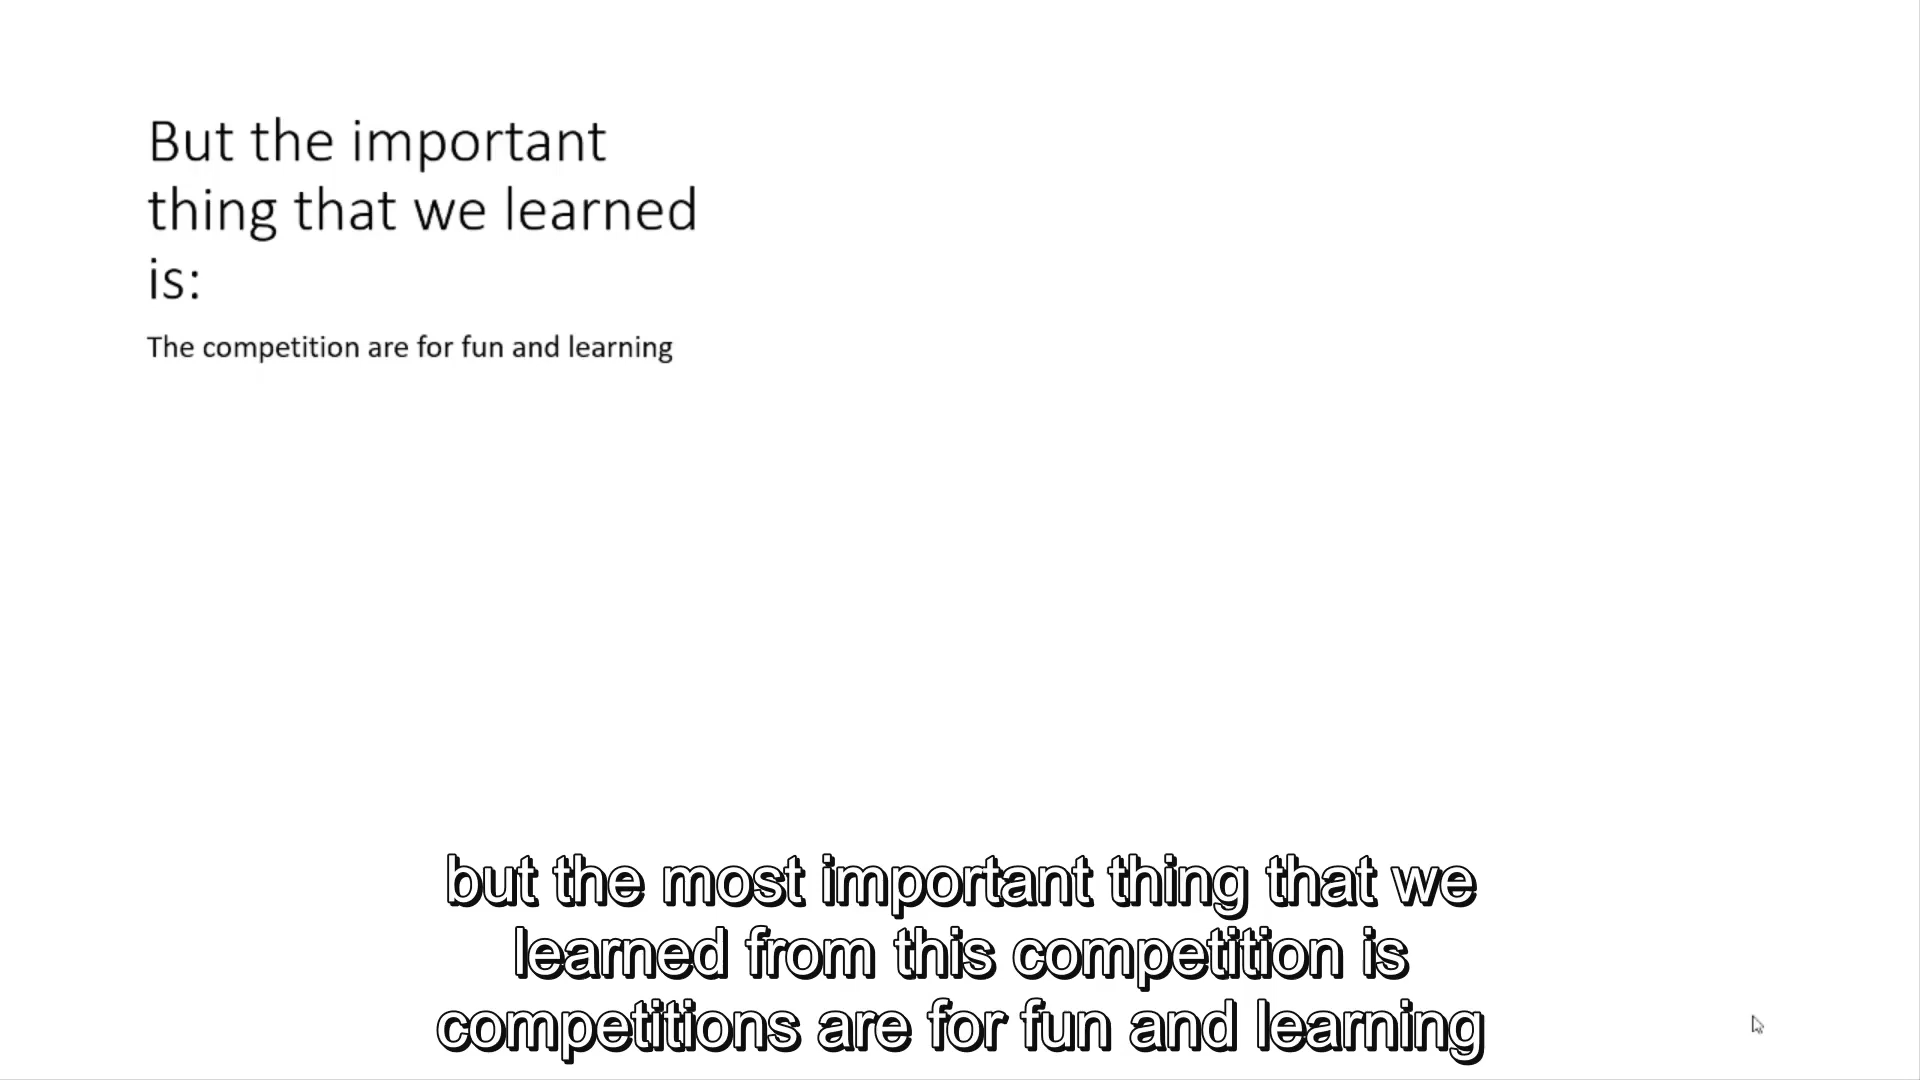 But the important
thing that we learned
is:
The competition are for fun and learning
but the most important thing that we
learned from this competition is
competitions are for fun and learning